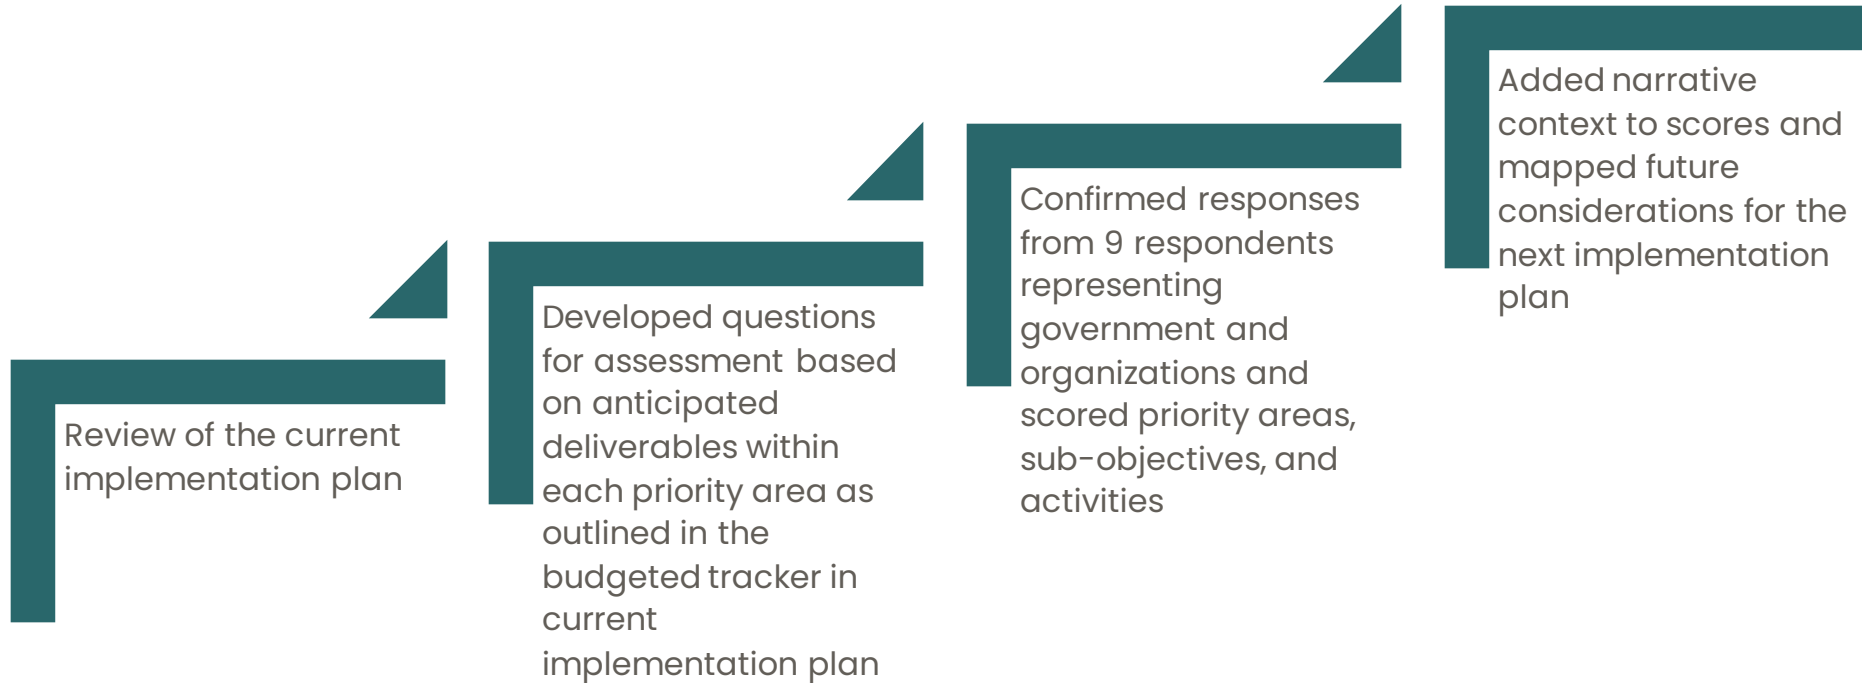 Review of the current
implementation plan
Developed questions
for assessment based
on anticipated
deliverables within
each priority area as
outlined in the
budgeted tracker in
current
implementation plan
Confirmed responses
from 9 respondents
representing
government and
organizations and
scored priority areas,
sub-objectives, and
activities
Added narrative
context to scores and
mapped future
considerations for the
next implementation
plan